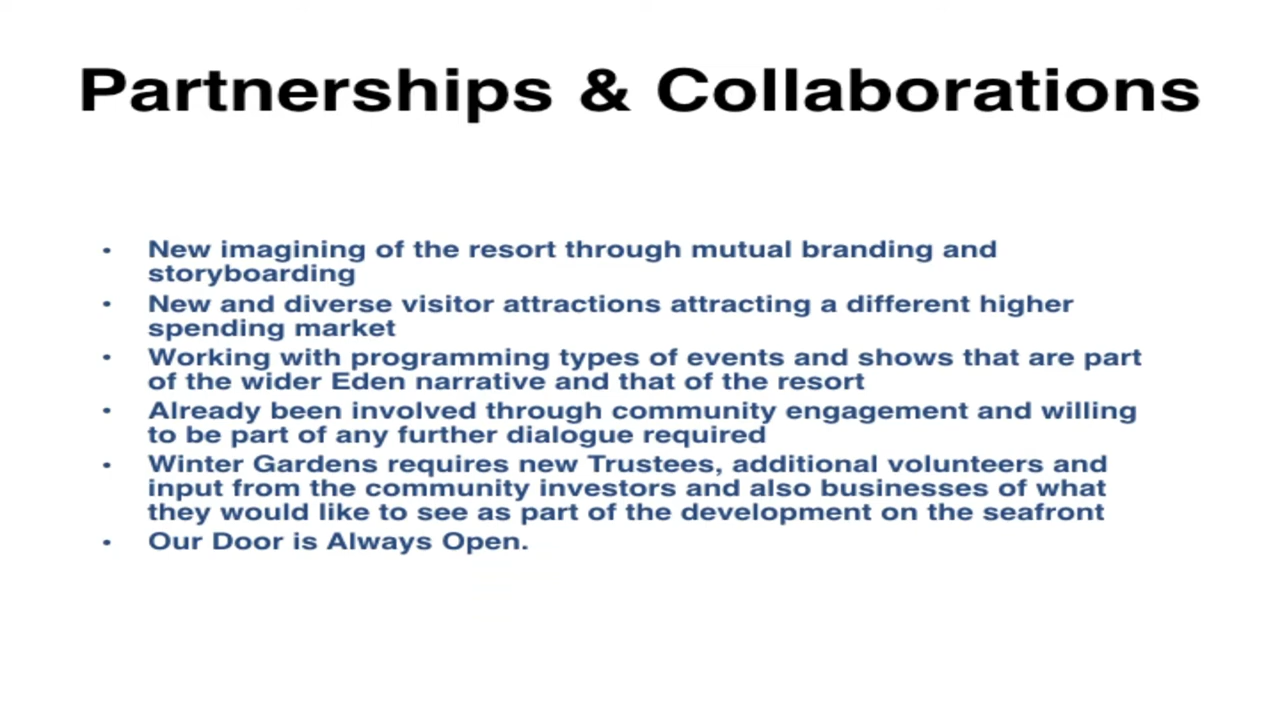 Partnerships & Collaborations
• New imagining of the resort through mutual branding and
storyboarding
• New and diverse visitor attractions attracting a different higher
spending market
• Working with programming types of events and shows that are part
of the wider Eden narrative and that of the resort
• Already been involved through community engagement and willing
to be part of any further dialogue required
• Winter Gardens requires new Trustees, additional volunteers and
input from the community investors and also businesses of what
they would like to see as part of the development on the seafront
• Our Door is Always Open.